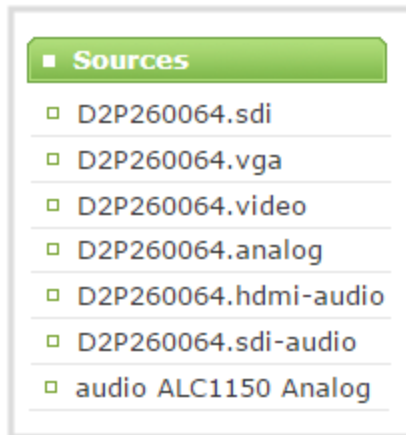 Sources
D2P260064.sdi
D2P260064.vga
D2P260064.video
D2P260064.analog
D2P260064.hdmi-audio
D2P260064.sdi-audio
audio ALC1150 Analog